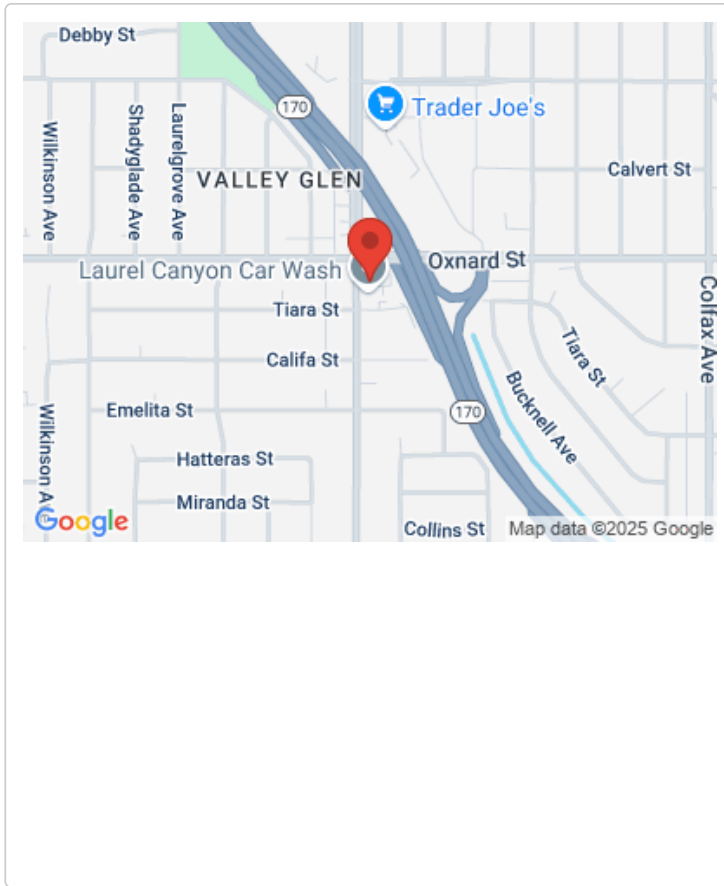 Debby St
170
Trader Joe's
Wilkinson Ave
Shadyglade Ave
Laurelgrove Ave
Calvert St
VALLEY GLEN
Oxnard St
Laurel Canyon Car Wash
Colfax Ave
Tiara St
Tiara St
Califa St
Bucknell Ave
Wilkinson Av
Emelita St
170
Hatteras St
Miranda St
Google
Collins St
Map data ©2025 Google